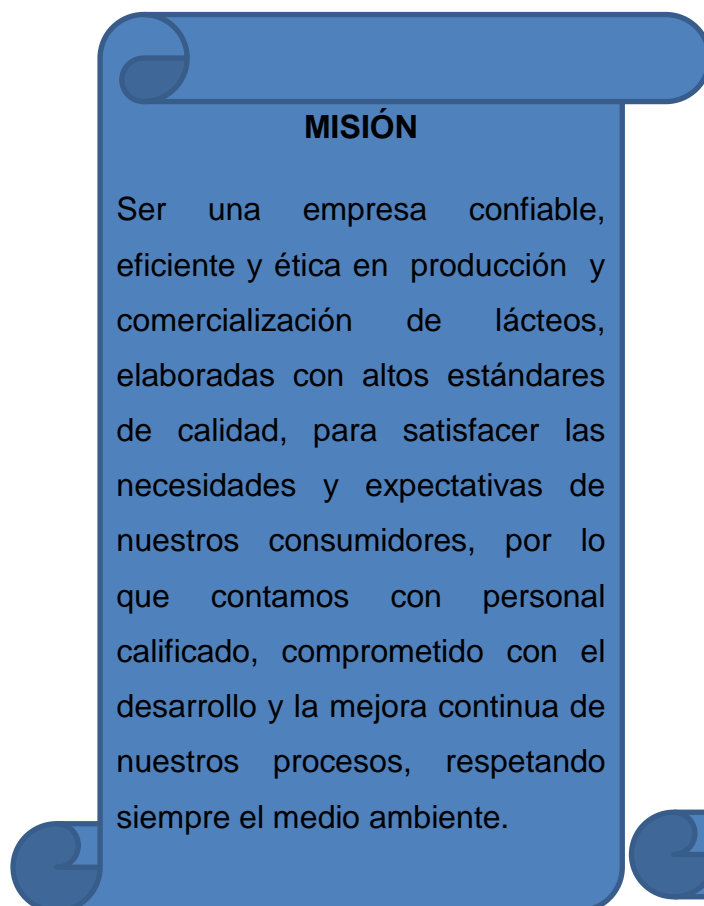 MISIÓN
Ser una empresa confiable,
eficiente y ética en producción y
comercialización de lácteos,
elaboradas con altos estándares
de calidad, para satisfacer las
necesidades y expectativas de
nuestros consumidores, por lo
que contamos con personal
calificado, comprometido con el
desarrollo y la mejora continua de
nuestros procesos, respetando
siempre el medio ambiente.